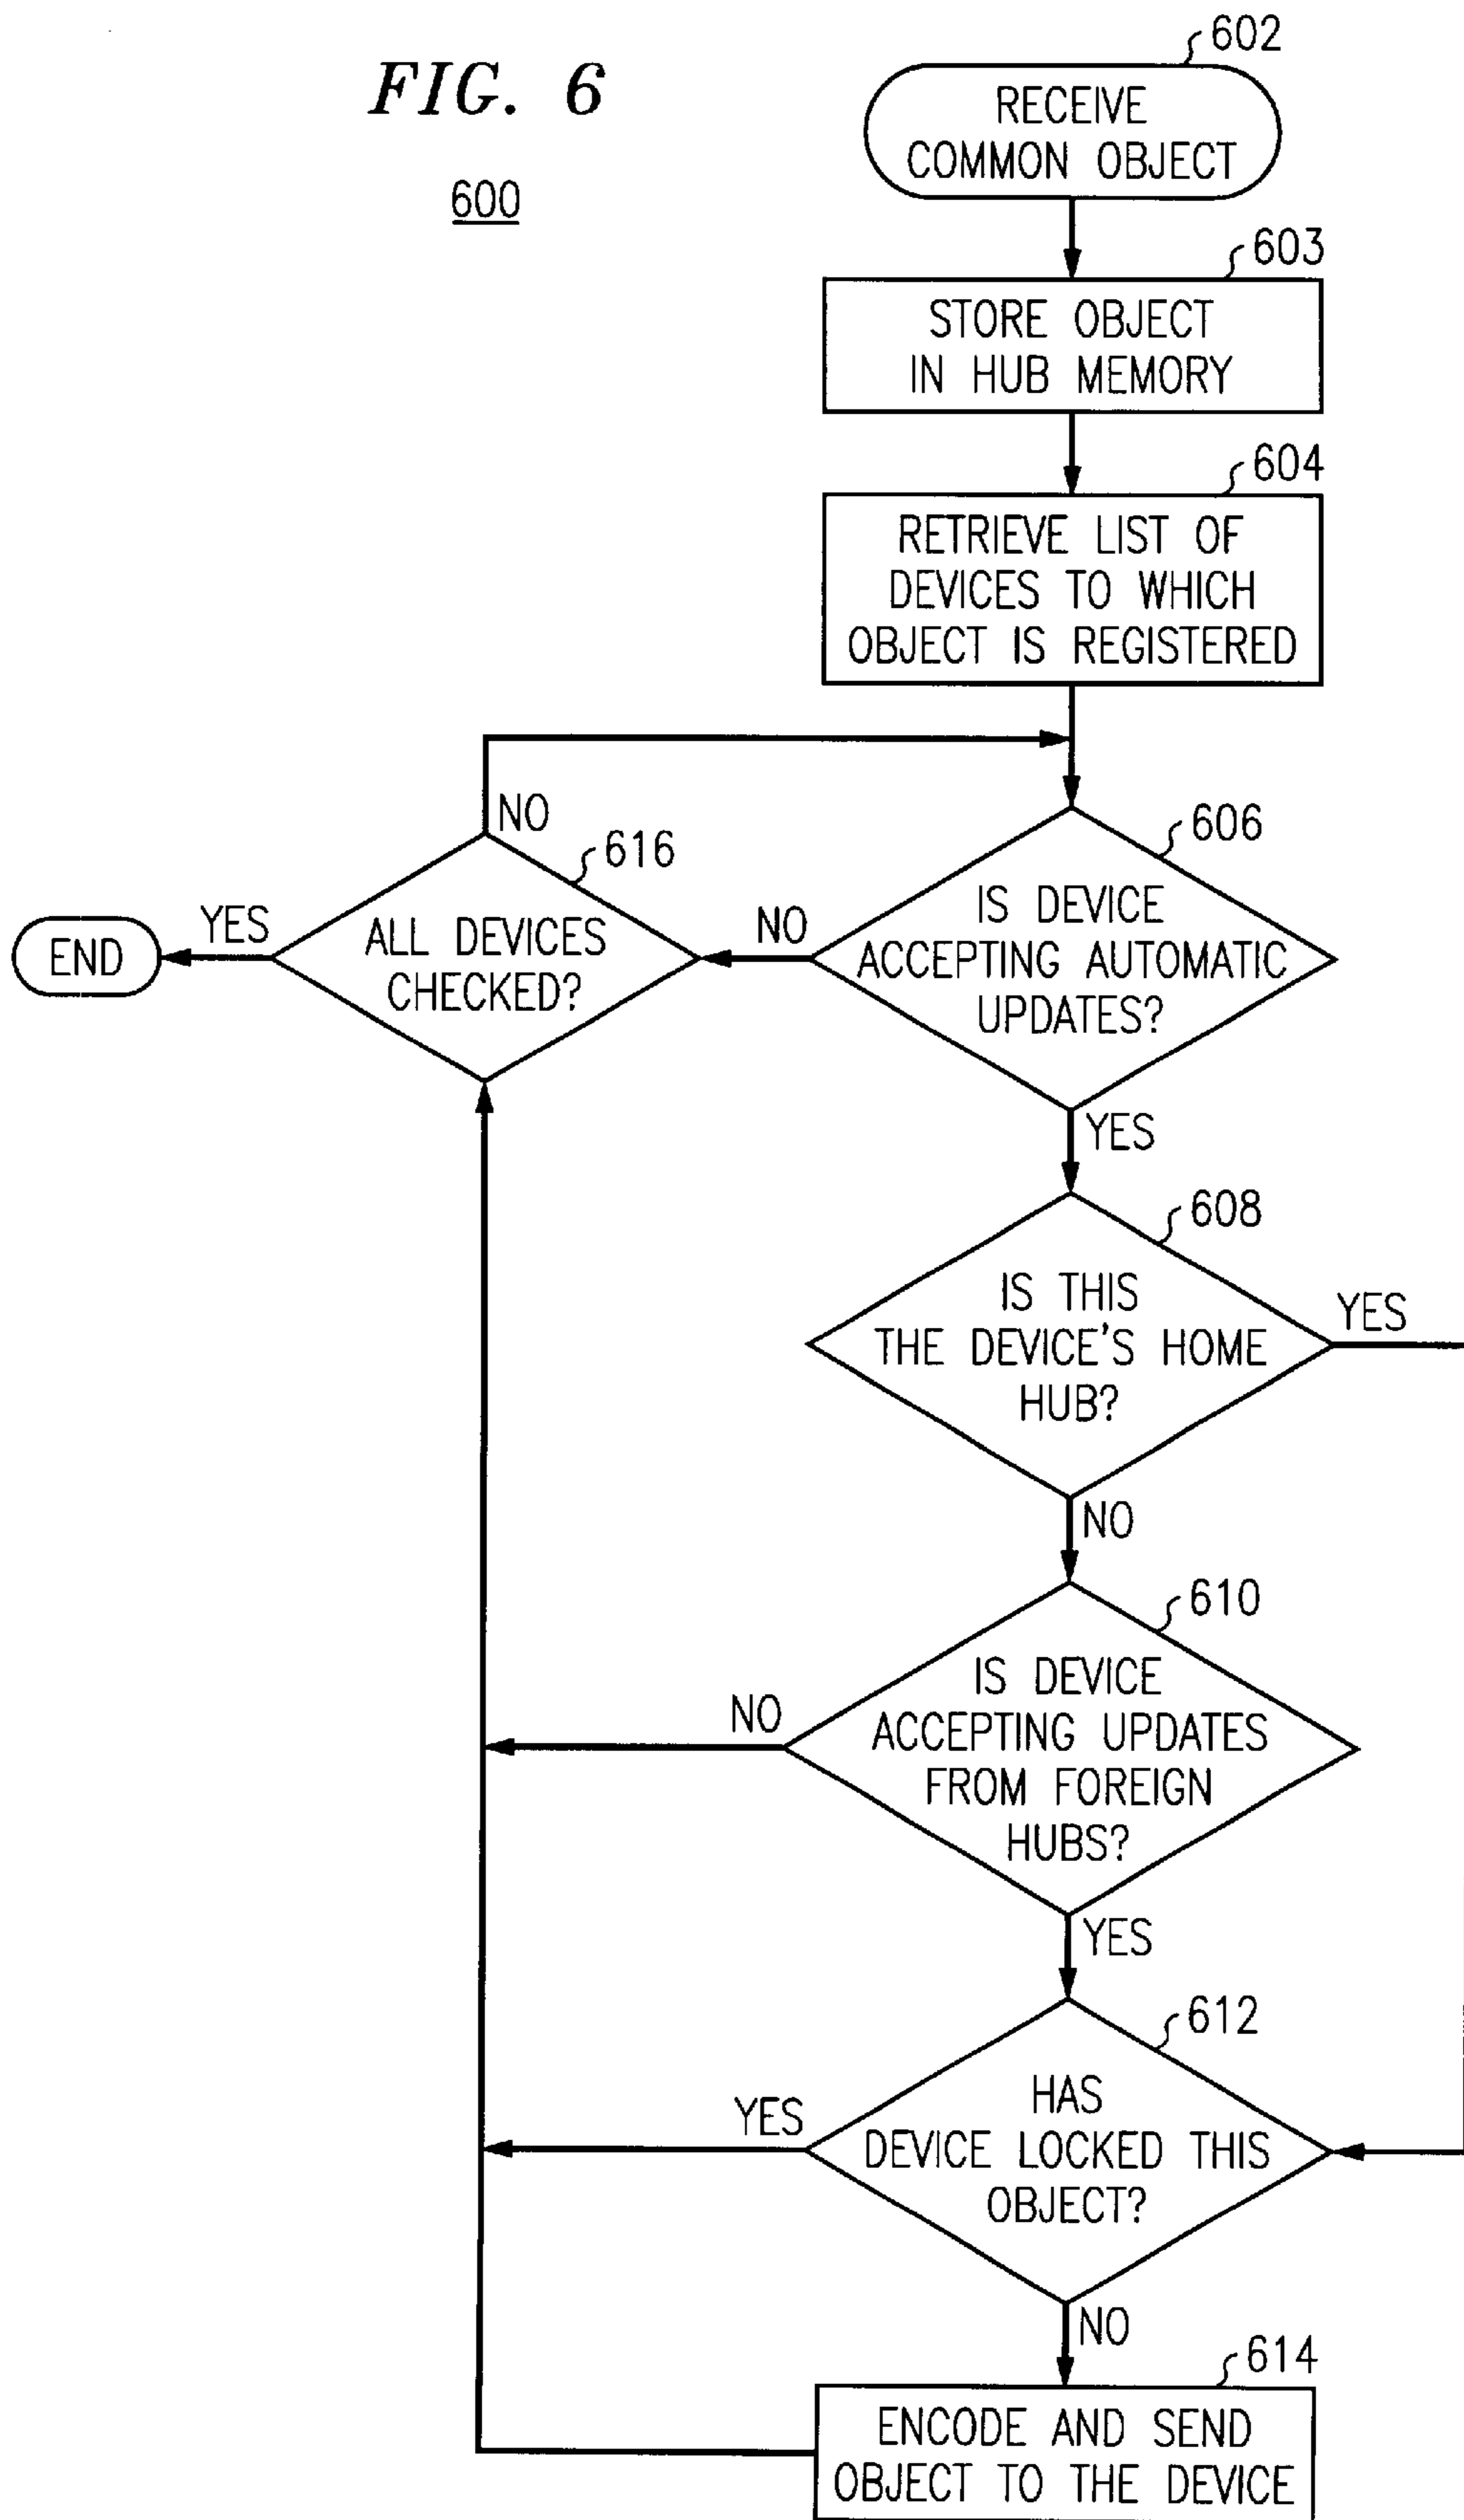 FIG. 6
600
602
RECEIVE
COMMON OBJECT
603
STORE OBJECT
IN HUB MEMORY
604
RETRIEVE LIST OF
DEVICES TO WHICH
OBJECT IS REGISTERED
606
IS DEVICE
ACCEPTING AUTOMATIC
UPDATES?
NO
616
ALL DEVICES
CHECKED?
NO
YES
END
YES
608
IS THIS
THE DEVICE'S HOME
HUB?
YES
NO
610
IS DEVICE
ACCEPTING UPDATES
FROM FOREIGN
HUBS?
NO
YES
612
HAS
DEVICE LOCKED THIS
OBJECT?
YES
NO
614
ENCODE AND SEND
OBJECT TO THE DEVICE